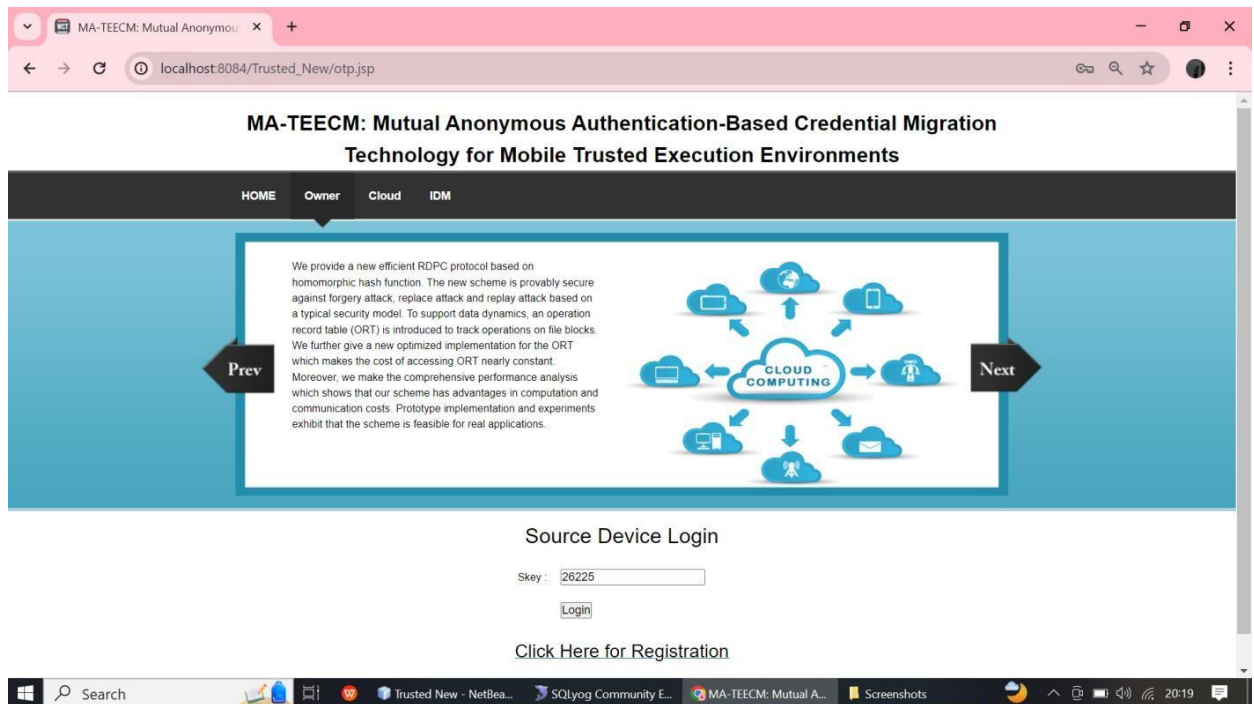 MA-TEECM: Mutual Anonymou
localhost:8084/Trusted_New/otp.jsp
MA-TEECM: Mutual Anonymous Authentication-Based Credential Migration
Technology for Mobile Trusted Execution Environments
HOME Owner Cloud IDM
We provide a new efficient RDPC protocol based on
homomorphic hash function. The new scheme is provably secure
against forgery attack, replace attack and replay attack based on
a typical security model. To support data dynamics, an operation
record table (ORT) is introduced to track operations on file blocks.
We further give a new optimized implementation for the ORT
which makes the cost of accessing ORT nearly constant.
Moreover, we make the comprehensive performance analysis
which shows that our scheme has advantages in computation and
communication costs. Prototype implementation and experiments
exhibit that the scheme is feasible for real applications.
Prev
CLOUD
COMPUTING
Next
Source Device Login
Skey : 26225
Login
Click Here for Registration
Search
Trusted New - NetBea...
SQLyog Community E...
MA-TEECM: Mutual A...
Screenshots
20:19